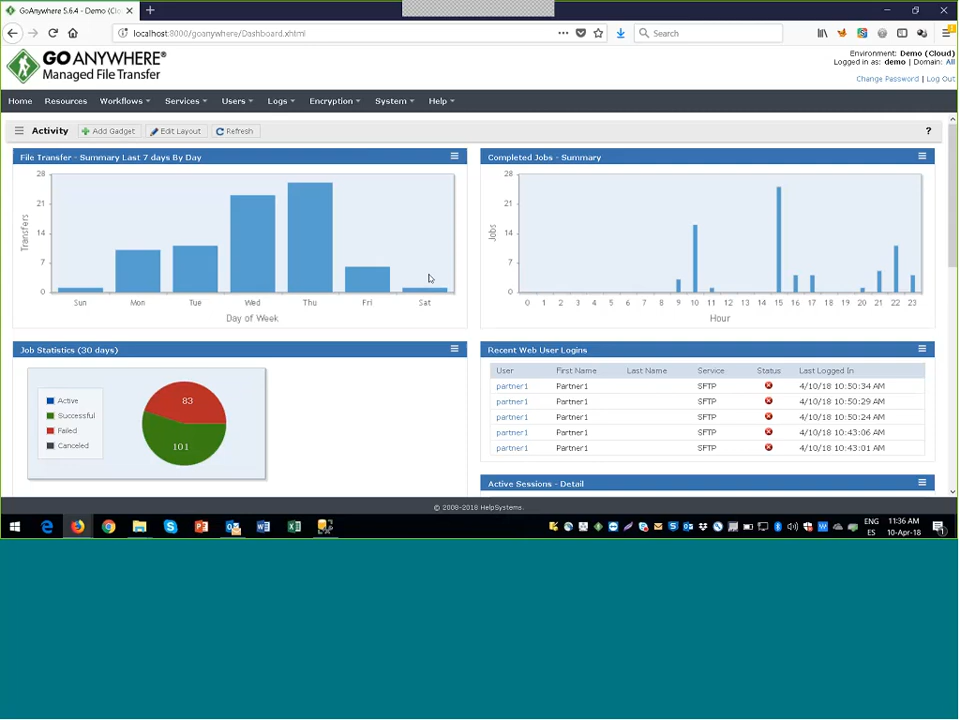 GoAnywhere 5.6.4 - Demo (Clo
localhost:8000/goanywhere/Dashboard.xhtml
Search
GOANYWHERE®
Managed File Transfer
Environment: Demo (Cloud)
Logged in as: demo | Domain: All
Change Password | Log Out
Home Resources Workflows Services Users Logs Encryption System Help
Activity Add Gadget Edit Layout Refresh ?
File Transfer - Summary Last 7 days By Day
28
21
14
7
0
Transfers
Sun Mon Tue Wed Thu Fri Sat
Day of Week
Completed Jobs - Summary
28
21
14
7
0
Jobs
0 1 2 3 4 5 6 7 8 9 10 11 12 13 14 15 16 17 18 19 20 21 22 23
Hour
Job Statistics (30 days)
Active
Successful
Failed
Canceled
83
101
Recent Web User Logins
User First Name Last Name Service Status Last Logged In
partner1 Partner1 SFTP 4/10/18 10:50:34 AM
partner1 Partner1 SFTP 4/10/18 10:50:29 AM
partner1 Partner1 SFTP 4/10/18 10:50:24 AM
partner1 Partner1 SFTP 4/10/18 10:43:06 AM
partner1 Partner1 SFTP 4/10/18 10:43:01 AM
Active Sessions - Detail
© 2008-2018 HelpSystems.
ENG
ES
11:36 AM
10-Apr-18